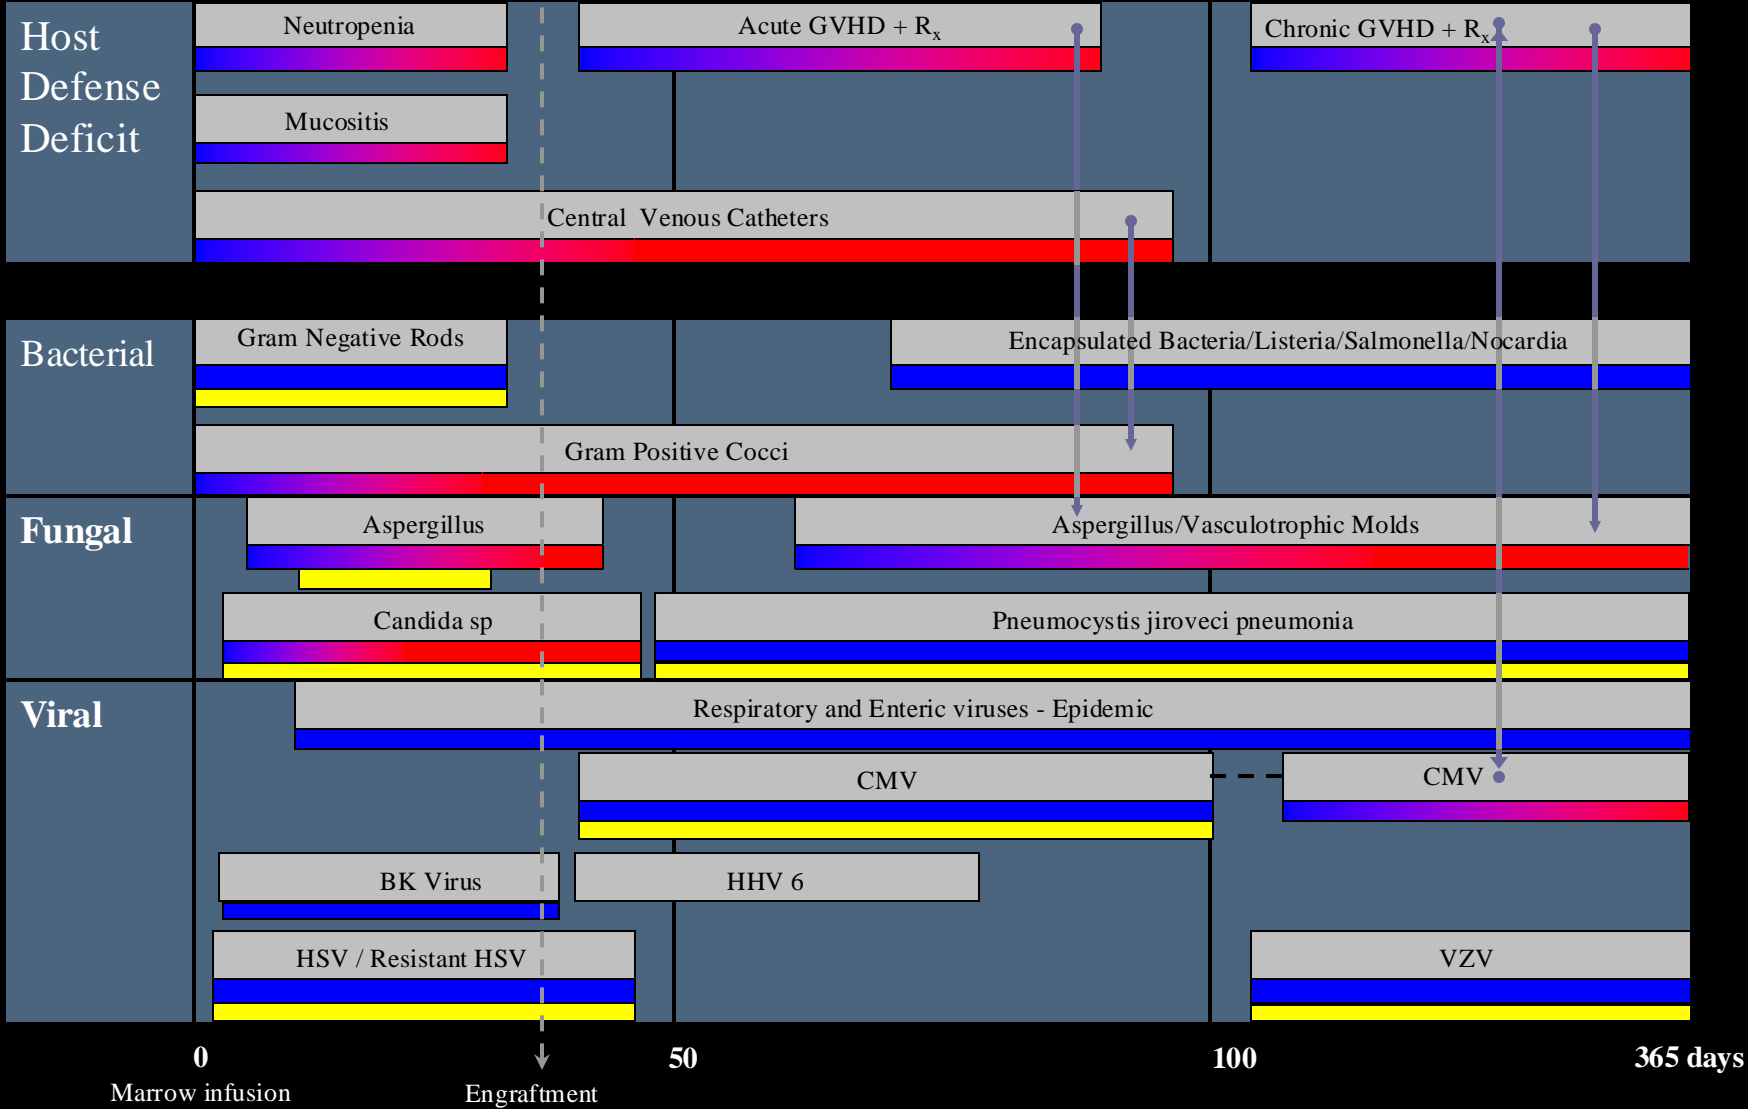 Host
Defense
Deficit
Neutropenia
Acute GVHD + Rx
Chronic GVHD + Rx
Mucositis
Central Venous Catheters
Bacterial
Gram Negative Rods
Encapsulated Bacteria/Listeria/Salmonella/Nocardia
Gram Positive Cocci
Fungal
Aspergillus
Aspergillus/Vasculotrophic Molds
Candida sp
Pneumocystis jiroveci pneumonia
Viral
Respiratory and Enteric viruses - Epidemic
CMV
CMV
BK Virus
HHV 6
HSV / Resistant HSV
VZV
0
50
100
365 days
Marrow infusion
Engraftment